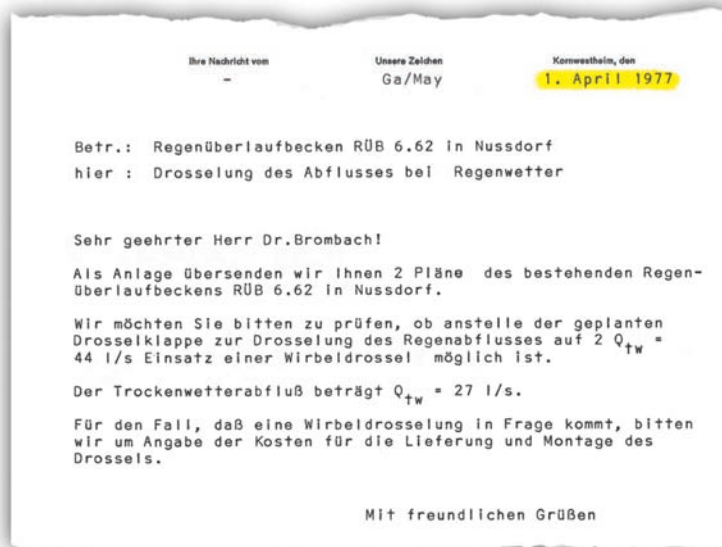 Ihre Nachricht vom Unsere Zeichen Kornwestheim, den
- Ga/May 1. April 1977
Betr.: Regenüberlaufbecken RÜB 6.62 in Nussdorf
hier : Drosselung des Abflusses bei Regenwetter
Sehr geehrter Herr Dr.Brombach!
Als Anlage übersenden wir Ihnen 2 Pläne des bestehenden Regen-
überlaufbeckens RÜB 6.62 in Nussdorf.
Wir möchten Sie bitten zu prüfen, ob anstelle der geplanten
Drosselklappe zur Drosselung des Regenabflusses auf 2 Qtw =
44 l/s Einsatz einer Wirbeldrossel möglich ist.
Der Trockenwetterabfluß beträgt Qtw = 27 l/s.
Für den Fall, daß eine Wirbeldrosselung in Frage kommt, bitten
wir um Angabe der Kosten für die Lieferung und Montage des
Drossels.
Mit freundlichen Grüßen